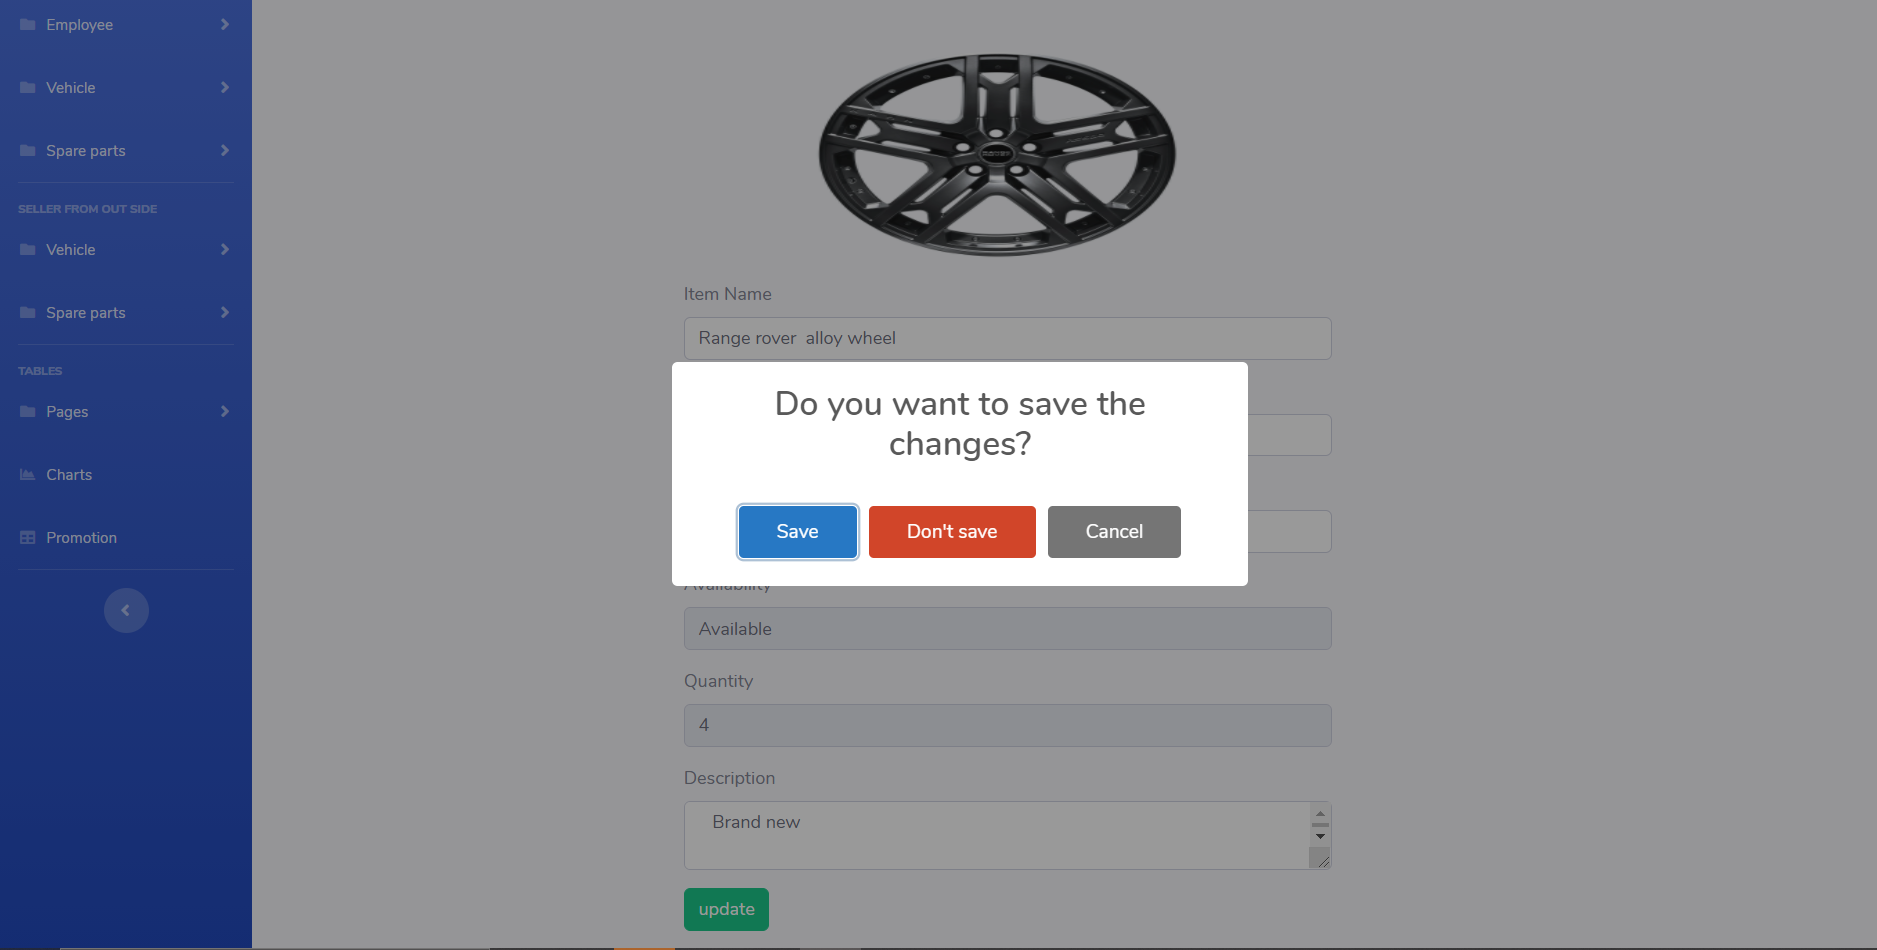 Employee
Vehicle
Spare parts
SELLER FROM OUT SIDE
Vehicle
Spare parts
TABLES
Pages
Charts
Promotion
Item Name
Range rover  alloy wheel
Do you want to save the
changes?
Save
Don't save
Cancel
Availability
Available
Quantity
4
Description
Brand new
update